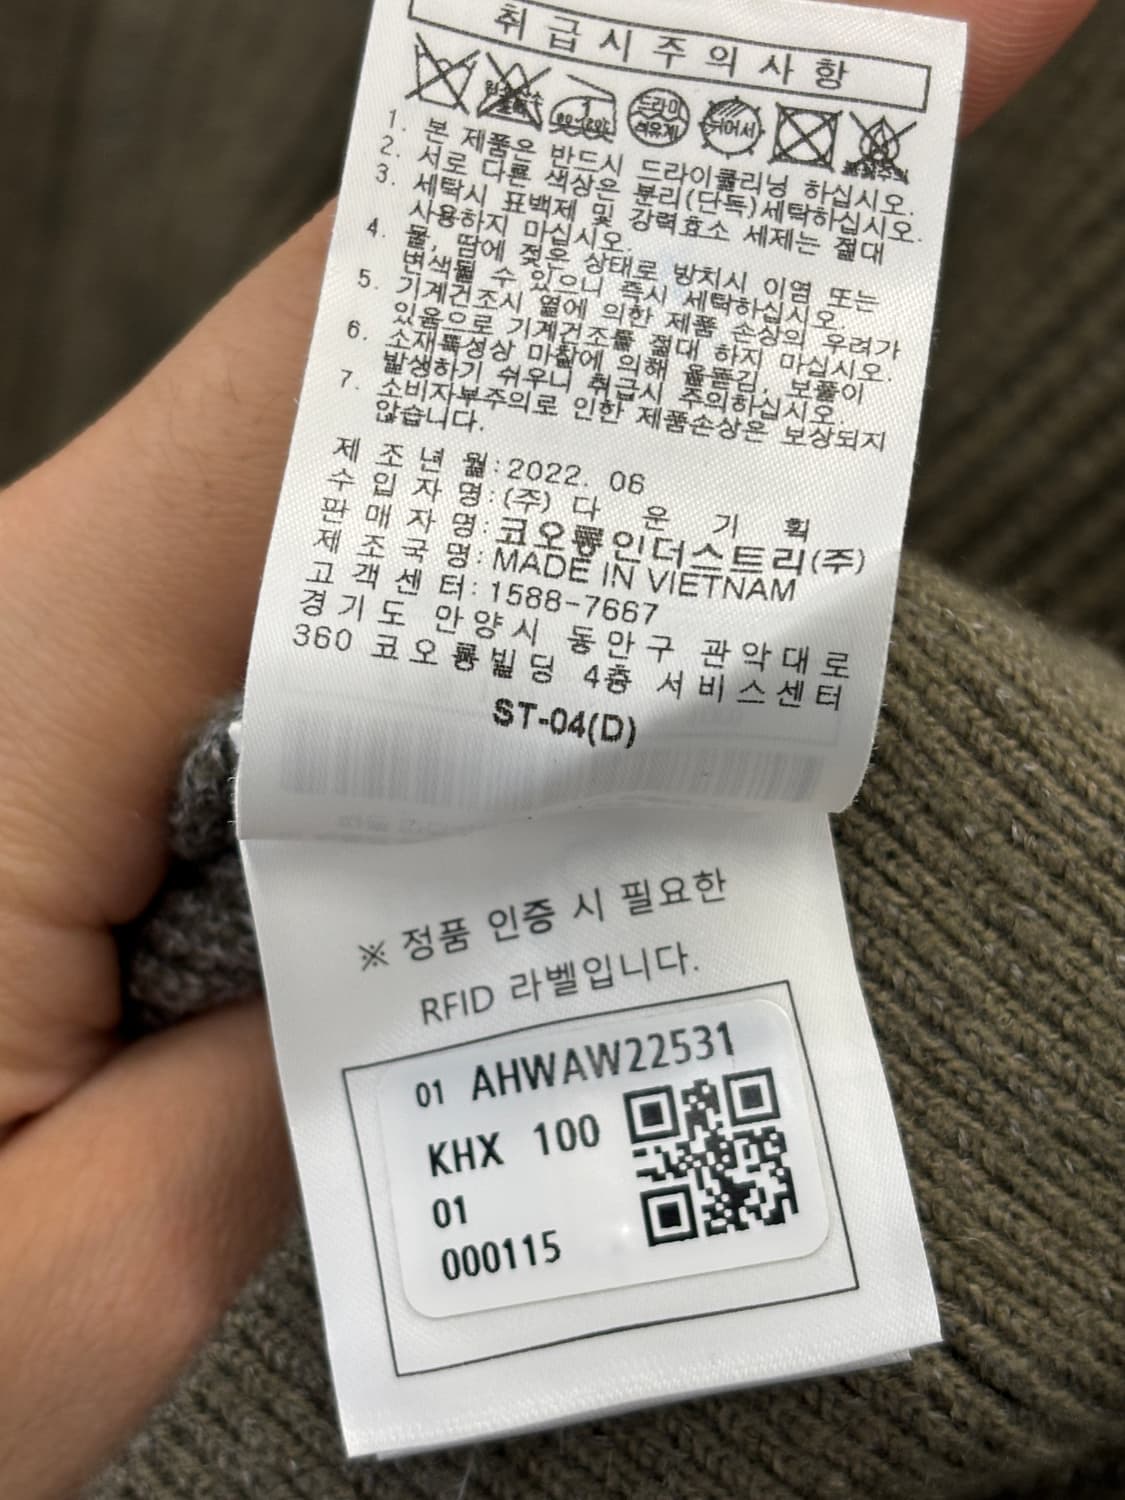 취급시주의사항
드라이
석유계
뉘어서
1. 본 제품은 반드시 드라이클리닝 하십시오.
2. 서로 다른 색상은 분리(단독)세탁하십시오.
3. 세탁시 표백제 및 강력효소 세제는 절대
사용하지 마십시오.
4. 물, 땀에 젖은 상태로 방치시 이염 또는
변색될 수 있으니 즉시 세탁하십시오.
5. 기계건조시 열에 의한 제품 손상의 우려가
있음으로 기계건조를 절대 하지 마십시오.
6. 소재특성상 마찰에 의해 올뜯김, 보풀이
발생하기 쉬우니 취급시 주의하십시오.
7. 소비자부주의로 인한 제품손상은 보상되지
않습니다.
제 조 년 월: 2022. 06
수 입 자 명: (주) 다 운 기 획
판 매 자 명: 코오롱인더스트리(주)
제 조 국 명: MADE IN VIETNAM
고 객 센 터: 1588-7667
경기도 안양시 동안구 관악대로
360 코오롱빌딩 4층 서비스센터
ST-04(D)
※ 정품 인증 시 필요한
RFID 라벨입니다.
01 AHWAW22531
KHX 100
01
000115